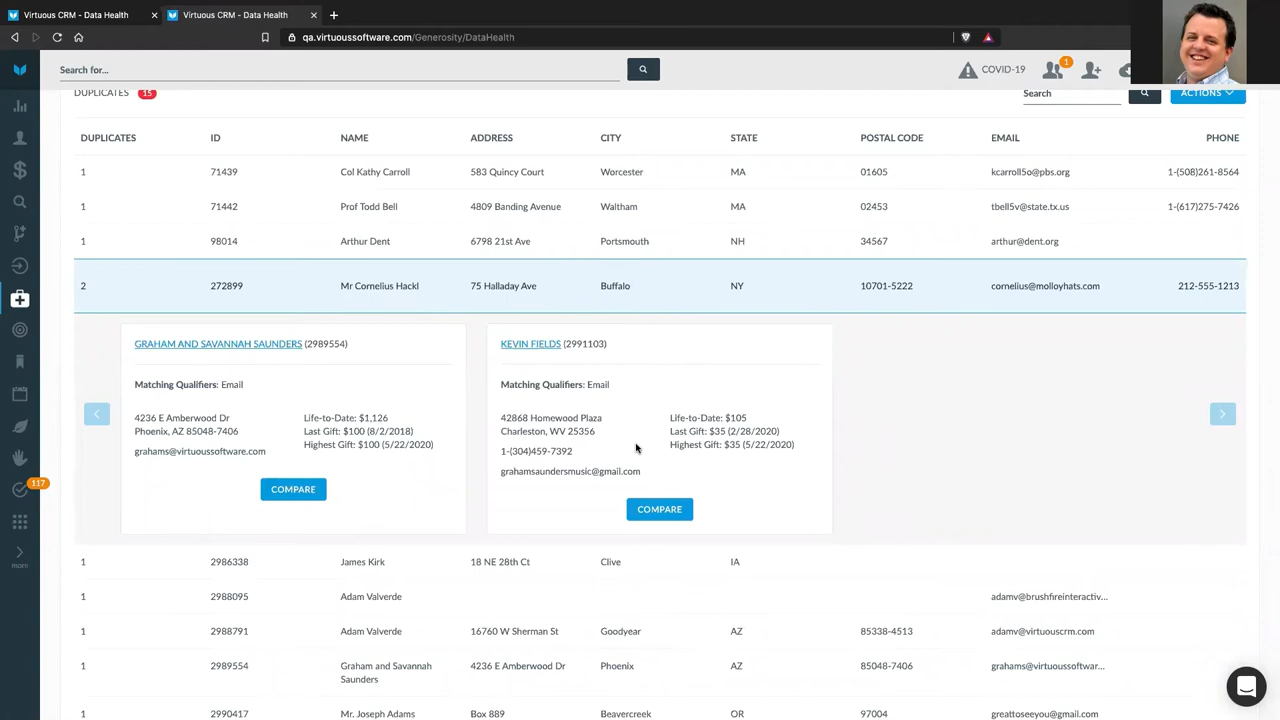 Virtuous CRM - Data Health
Virtuous CRM - Data Health
qa.virtuoussoftware.com/Generosity/DataHealth
Search for...
COVID-19
1
DUPLICATES 15
Search
ACTIONS
DUPLICATES ID NAME ADDRESS CITY STATE POSTAL CODE EMAIL PHONE
1 71439 Col Kathy Carroll 583 Quincy Court Worcester MA 01605 kcarroll5o@pbs.org 1-(508)261-8564
1 71442 Prof Todd Bell 4809 Banding Avenue Waltham MA 02453 tbell5v@state.tx.us 1-(617)275-7426
1 98014 Arthur Dent 6798 21st Ave Portsmouth NH 34567 arthur@dent.org
2 272899 Mr Cornelius Hackl 75 Halladay Ave Buffalo NY 10701-5222 cornelius@molloyhats.com 212-555-1213
GRAHAM AND SAVANNAH SAUNDERS (2989554)
Matching Qualifiers: Email
4236 E Amberwood Dr
Phoenix, AZ 85048-7406
grahams@virtuoussoftware.com
Life-to-Date: $1,126
Last Gift: $100 (8/2/2018)
Highest Gift: $100 (5/22/2020)
COMPARE
KEVIN FIELDS (2991103)
Matching Qualifiers: Email
42868 Homewood Plaza
Charleston, WV 25356
1-(304)459-7392
grahamsaundersmusic@gmail.com
Life-to-Date: $105
Last Gift: $35 (2/28/2020)
Highest Gift: $35 (5/22/2020)
COMPARE
117
more
1 2986338 James Kirk 18 NE 28th Ct Clive IA
1 2988095 Adam Valverde adamv@brushfireinteractiv...
1 2988791 Adam Valverde 16760 W Sherman St Goodyear AZ 85338-4513 adamv@virtuouscrm.com
1 2989554 Graham and Savannah Saunders 4236 E Amberwood Dr Phoenix AZ 85048-7406 grahams@virtuoussoftwar...
1 2990417 Mr. Joseph Adams Box 889 Beavercreek OR 97004 greattoseeyou@gmail.com